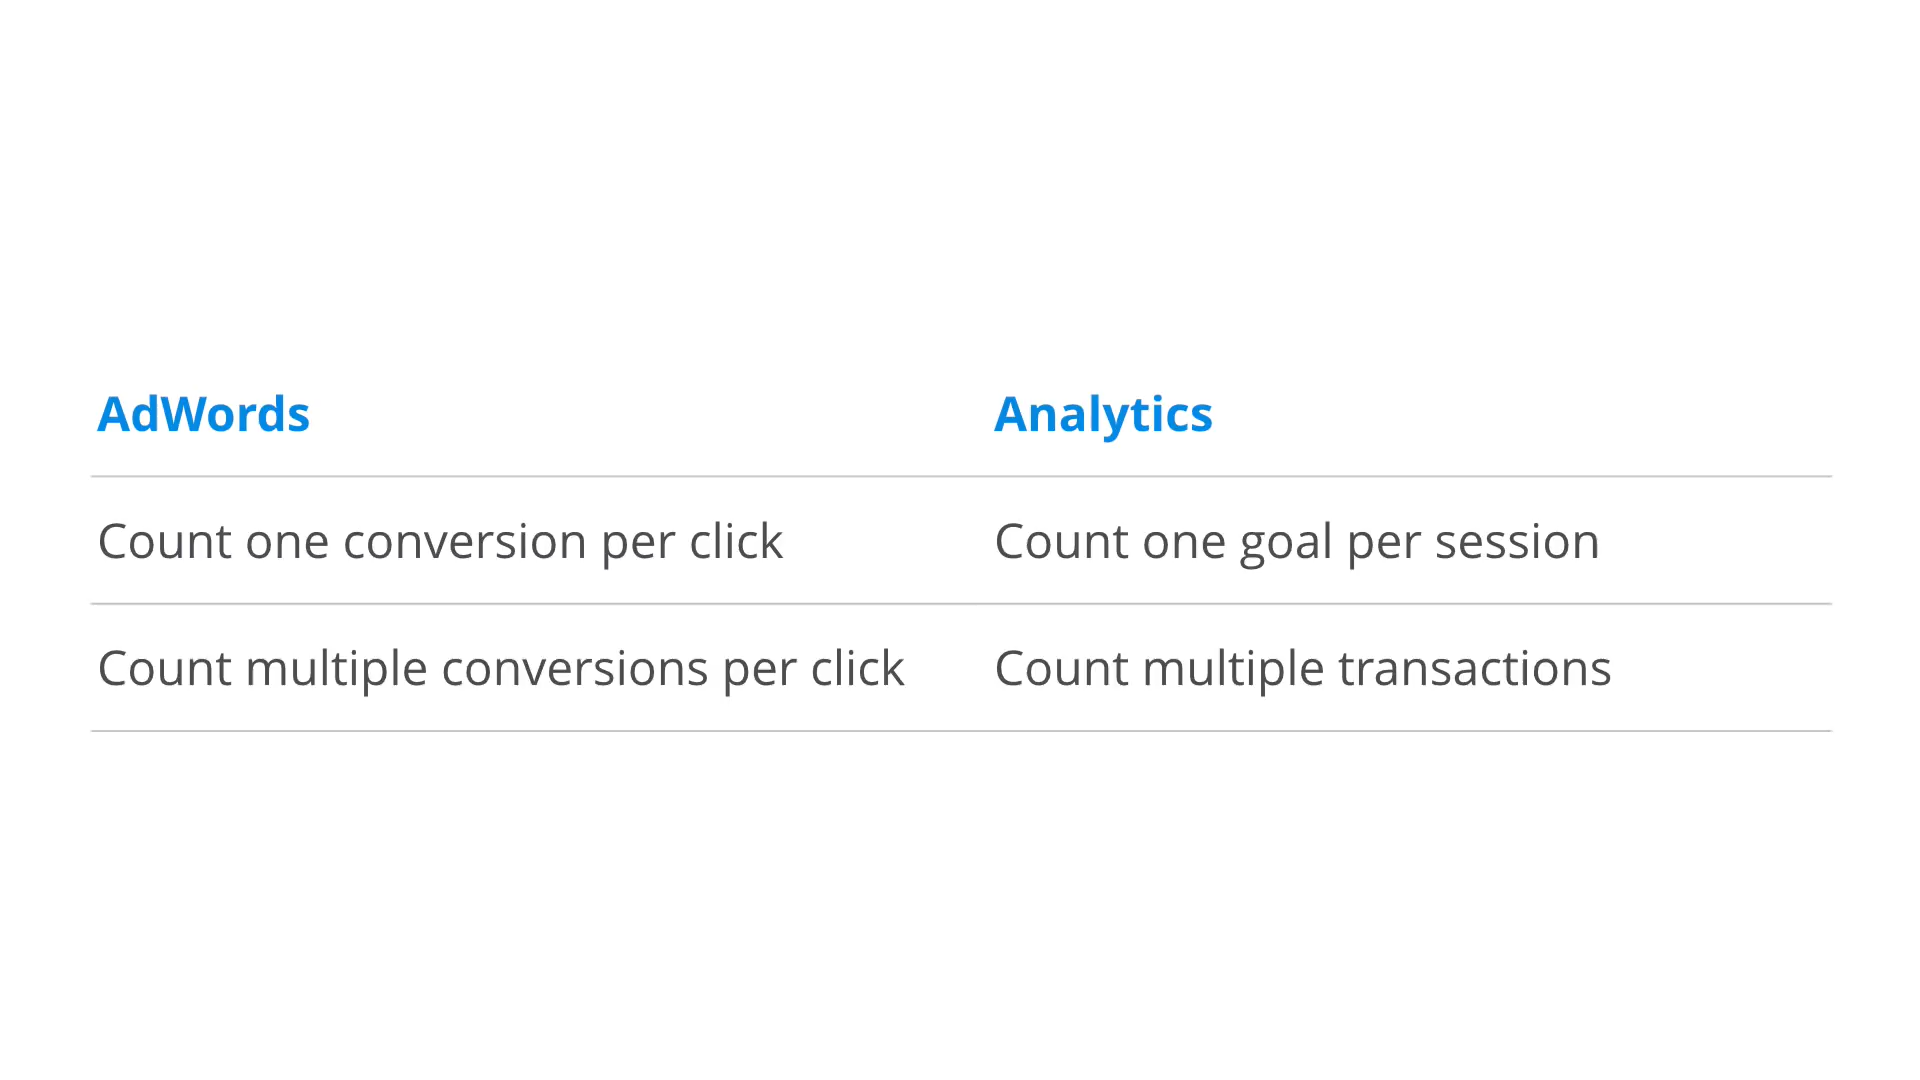 AdWords Analytics
Count one conversion per click Count one goal per session
Count multiple conversions per click Count multiple transactions